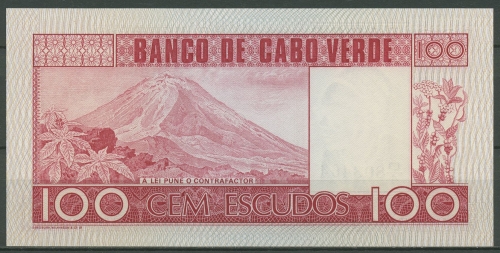 BANCO DE CABO VERDE 100
A LEI PUNE O CONTRAFACTOR
100 CEM ESCUDOS 100